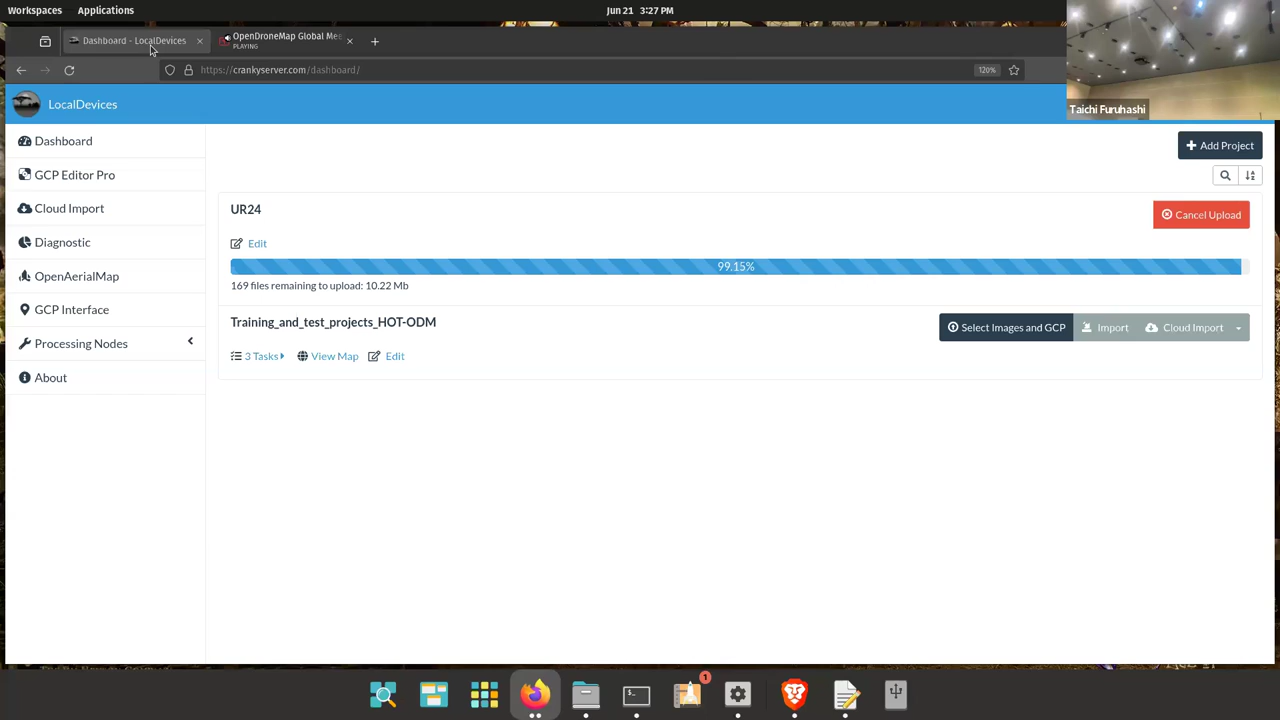 Workspaces Applications Jun 21 3:27 PM
Dashboard - LocalDevices
OpenDroneMap Global Mee
PLAYING
https://crankyserver.com/dashboard/ 120%
Taichi Furuhashi
LocalDevices
Dashboard
GCP Editor Pro
Cloud Import
Diagnostic
OpenAerialMap
GCP Interface
Processing Nodes
About
Add Project
UR24
Cancel Upload
Edit
99.15%
169 files remaining to upload: 10.22 Mb
Training_and_test_projects_HOT-ODM
Select Images and GCP Import Cloud Import
3 Tasks View Map Edit
1